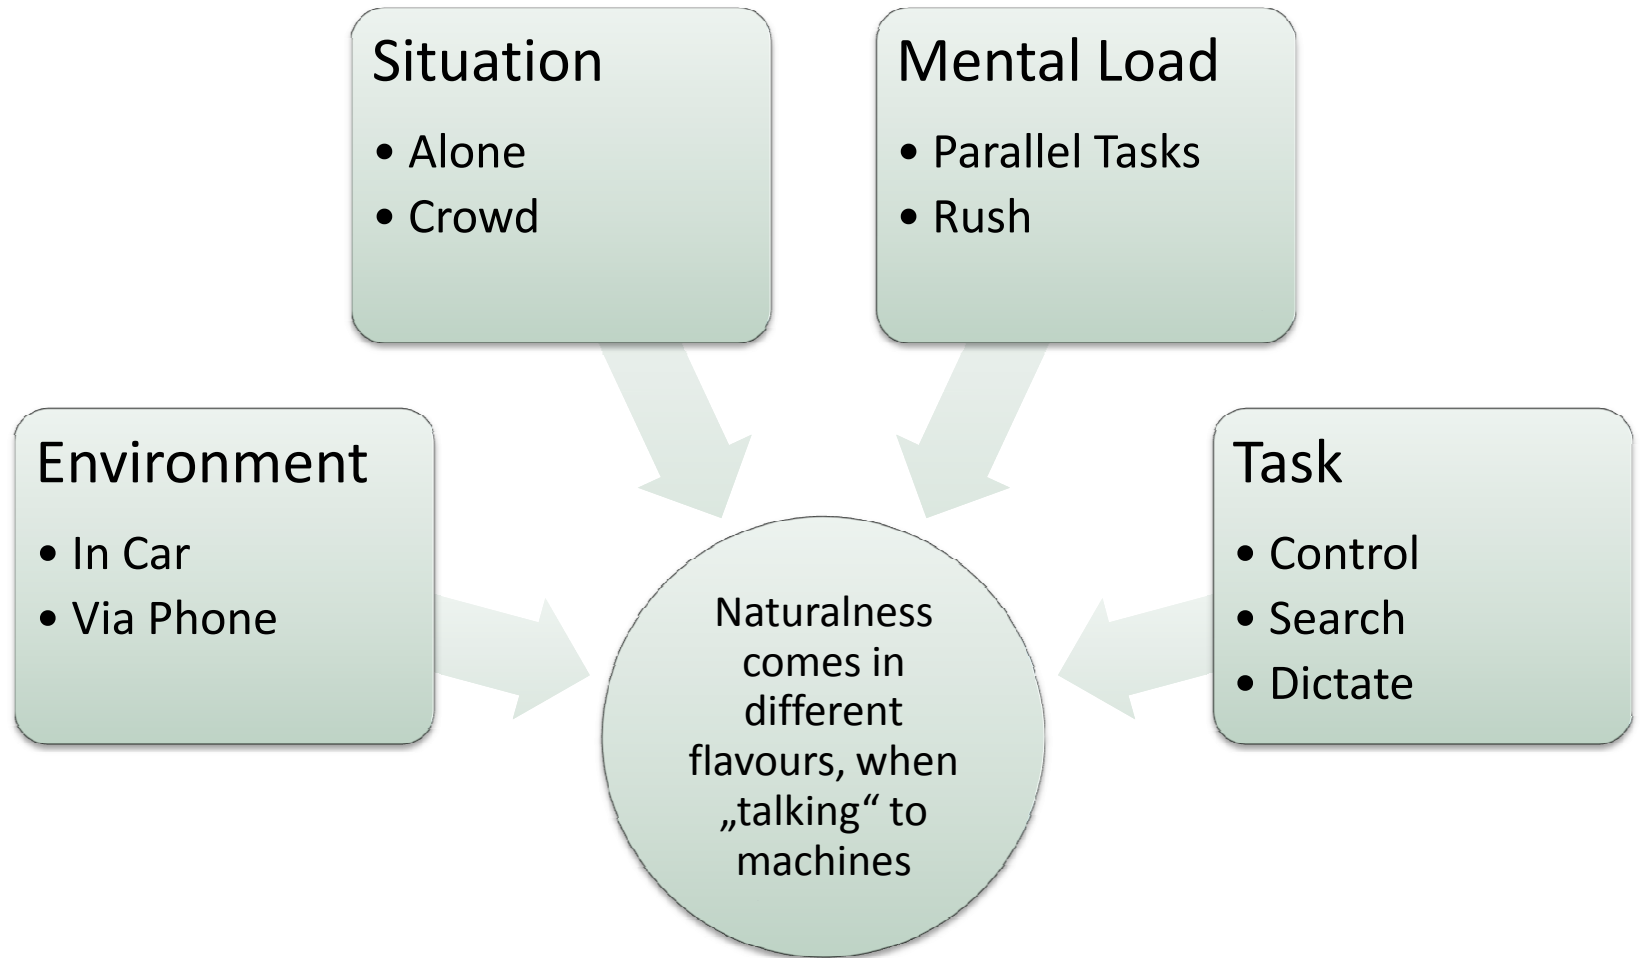 Situation
• Alone
• Crowd
Mental Load
• Parallel Tasks
• Rush
Environment
• In Car
• Via Phone
Task
• Control
• Search
• Dictate
Naturalness
comes in
different
flavours, when
„talking“ to
machines